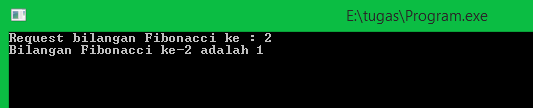 E:\tugas\Program.exe
Request bilangan Fibonacci ke : 2
Bilangan Fibonacci ke-2 adalah 1